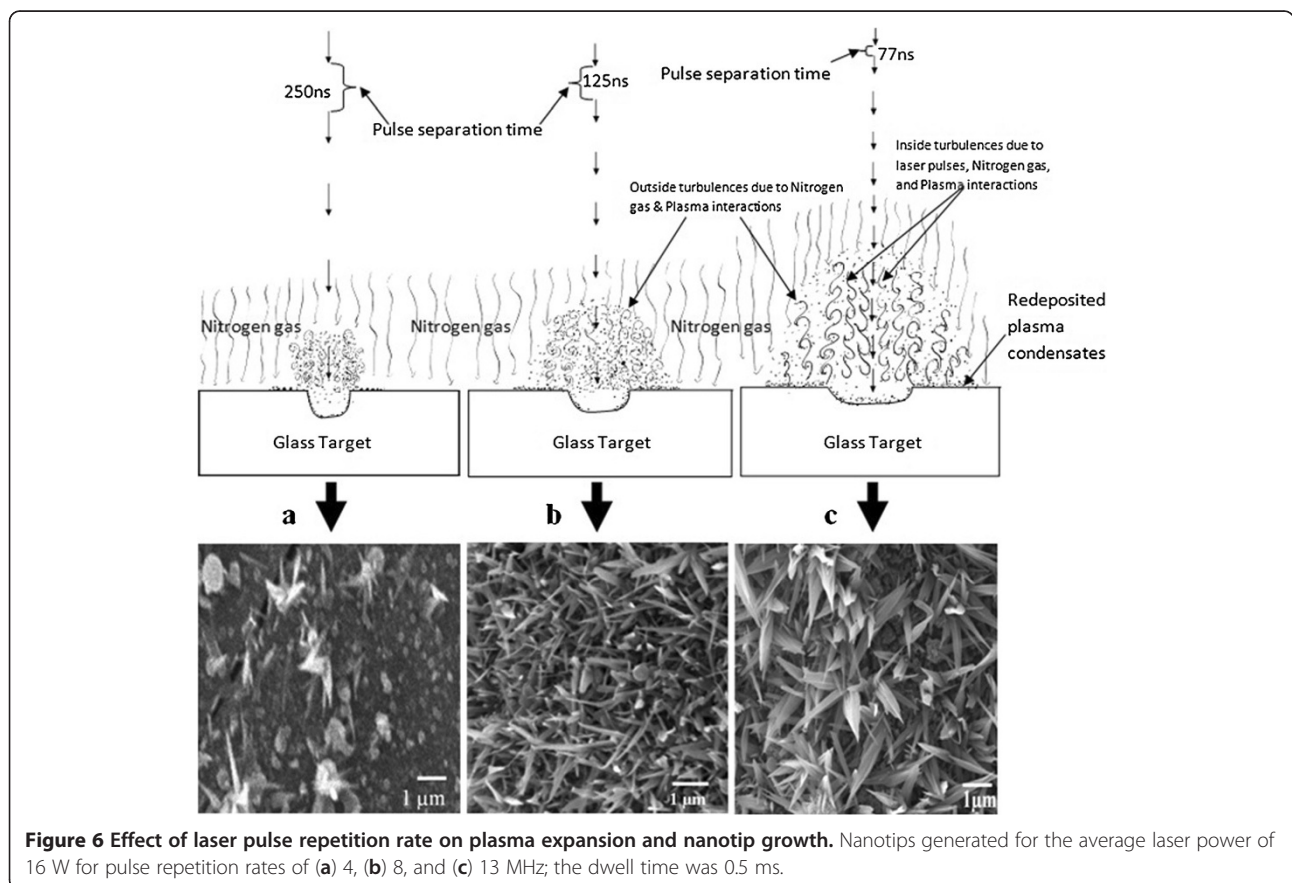 250ns
Pulse separation time
125ns
Pulse separation time
77ns
Outside turbulences due to Nitrogen
gas & Plasma interactions
Inside turbulences due to
laser pulses, Nitrogen gas,
and Plasma interactions
Nitrogen gas
Nitrogen gas
Nitrogen gas
Redeposited
plasma
condensates
Glass Target
Glass Target
Glass Target
a
b
c
1 μm
1 μm
1μm
Figure 6 Effect of laser pulse repetition rate on plasma expansion and nanotip growth. Nanotips generated for the average laser power of
16 W for pulse repetition rates of (a) 4, (b) 8, and (c) 13 MHz; the dwell time was 0.5 ms.